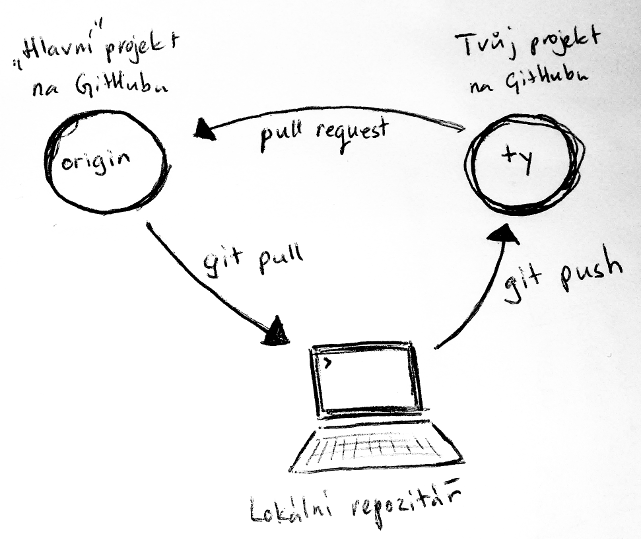 „Hlavní" projekt
na GitHubu
Tvůj projekt
na GitHubu
origin
pull request
ty
git pull
git push
>
Lokální repozitář